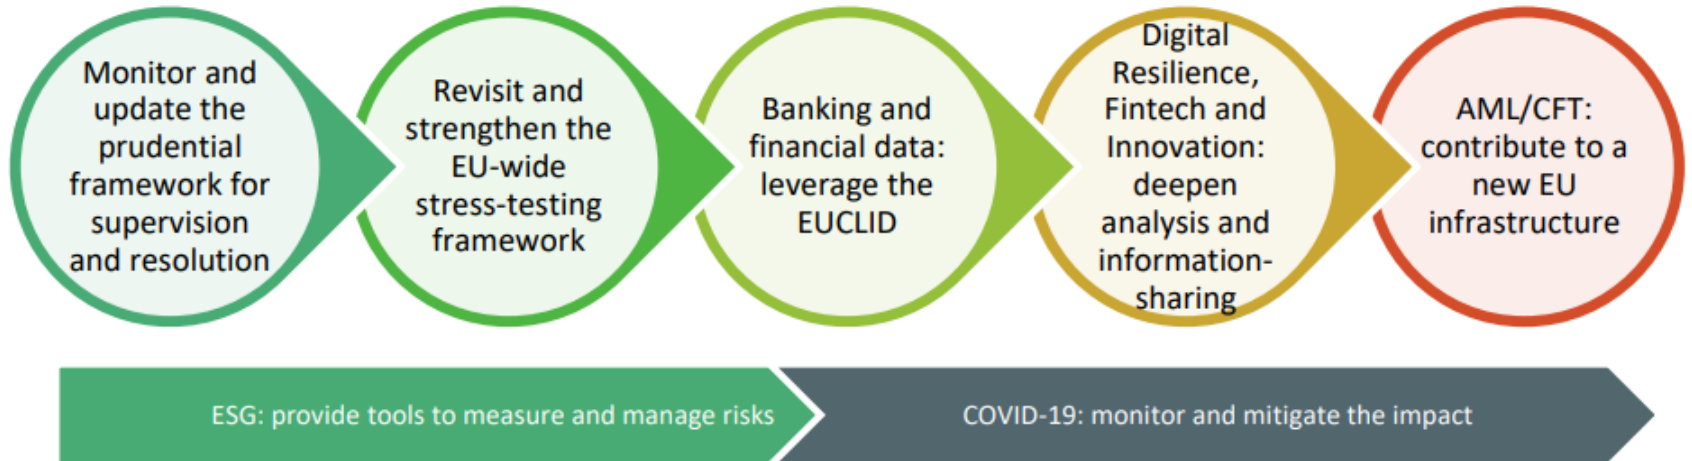 Monitor and
update the
prudential
framework for
supervision
and resolution
Revisit and
strengthen the
EU-wide
stress-testing
framework
Banking and
financial data:
leverage the
EUCLID
Digital
Resilience,
Fintech and
Innovation:
deepen
analysis and
information-
sharing
AML/CFT:
contribute to a
new EU
infrastructure
ESG: provide tools to measure and manage risks
COVID-19: monitor and mitigate the impact